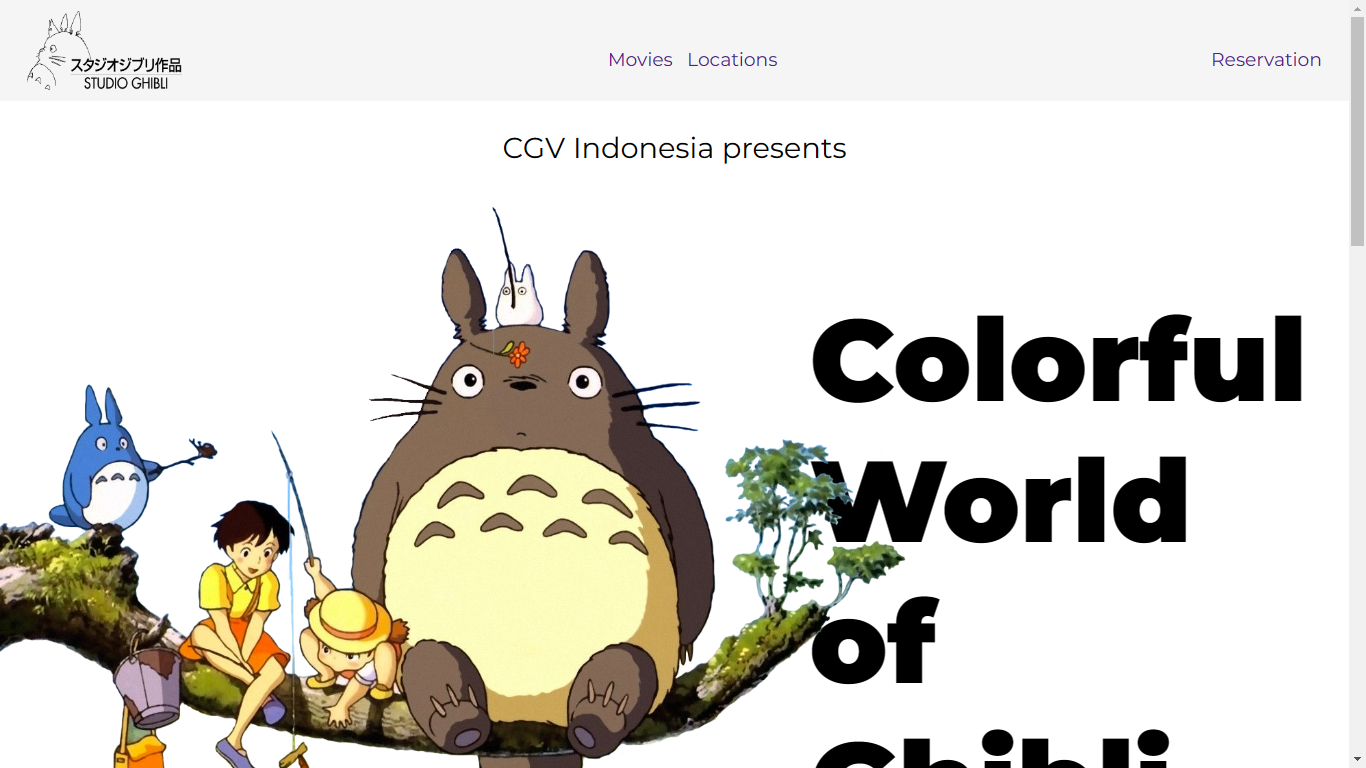 スタジオジブリ作品
STUDIO GHIBLI
Movies Locations Reservation
CGV Indonesia presents
Colorful
World
of
Ghibli